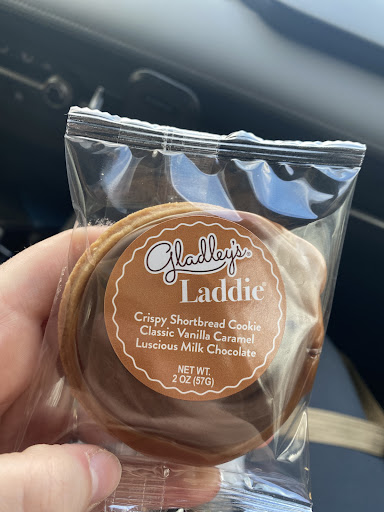 Gladley's®
Laddie
Crispy Shortbread Cookie
Classic Vanilla Caramel
Luscious Milk Chocolate
NET WT.
2 OZ (57G)